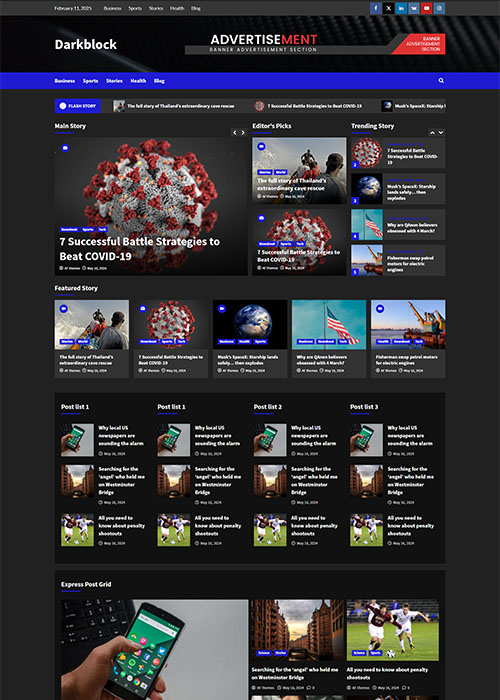 February 11, 2025 Business Sports Stories Health Blog
Darkblock
ADVERTISEMENT
BANNER ADVERTISEMENT SECTION
BANNER
ADVERTISEMENT
SECTION
Business Sports Stories Health Blog
FLASH STORY
The full story of Thailand's extraordinary cave rescue
7 Successful Battle Strategies to Beat COVID-19
Musk's SpaceX: Starship l
Main Story
Newsbeat Sports Tech
7 Successful Battle Strategies to
Beat COVID-19
AF themes May 16, 2024
Editor's Picks
Stories World
The full story of Thailand's
extraordinary cave rescue
AF themes May 16, 2024
Newsbeat Sports Tech
7 Successful Battle Strategies to
Beat COVID-19
AF themes May 16, 2024
Trending Story
7 Successful Battle
Strategies to Beat COVID-
19
2
Musk's SpaceX: Starship
lands safely… then
explodes
3
Why are QAnon believers
obsessed with 4 March?
4
Fisherman swap petrol
motors for electric
engines
5
Featured Story
Stories World
The full story of Thailand's
extraordinary cave rescue
AF themes May 16, 2024
Newsbeat Sports Tech
7 Successful Battle Strategies to
Beat COVID-19
AF themes May 16, 2024
Business Health Sports
Musk's SpaceX: Starship lands
safely… then explodes
AF themes May 16, 2024
Business Newsbeat Tech
Why are QAnon believers
obsessed with 4 March?
AF themes May 16, 2024
Health Newsbeat Tech
Fisherman swap petrol motors
for electric engines
AF themes May 16, 2024
Post list 1
Why local US
newspapers are
sounding the alarm
May 16, 2024
Searching for the
'angel' who held me
on Westminster
Bridge
May 16, 2024
All you need to
know about penalty
shootouts
May 16, 2024
Post list 1
Why local US
newspapers are
sounding the alarm
May 16, 2024
Searching for the
'angel' who held me
on Westminster
Bridge
May 16, 2024
All you need to
know about penalty
shootouts
May 16, 2024
Post list 2
Why local US
newspapers are
sounding the alarm
May 16, 2024
Searching for the
'angel' who held me
on Westminster
Bridge
May 16, 2024
All you need to
know about penalty
shootouts
May 16, 2024
Post list 3
Why local US
newspapers are
sounding the alarm
May 16, 2024
Searching for the
'angel' who held me
on Westminster
Bridge
May 16, 2024
All you need to
know about penalty
shootouts
May 16, 2024
Express Post Grid
Science Stories
Searching for the 'angel' who held me
on Westminster Bridge
AF themes May 16, 2024 0
Science Sports
All you need to know about penalty
shootouts
AF themes May 16, 2024 0